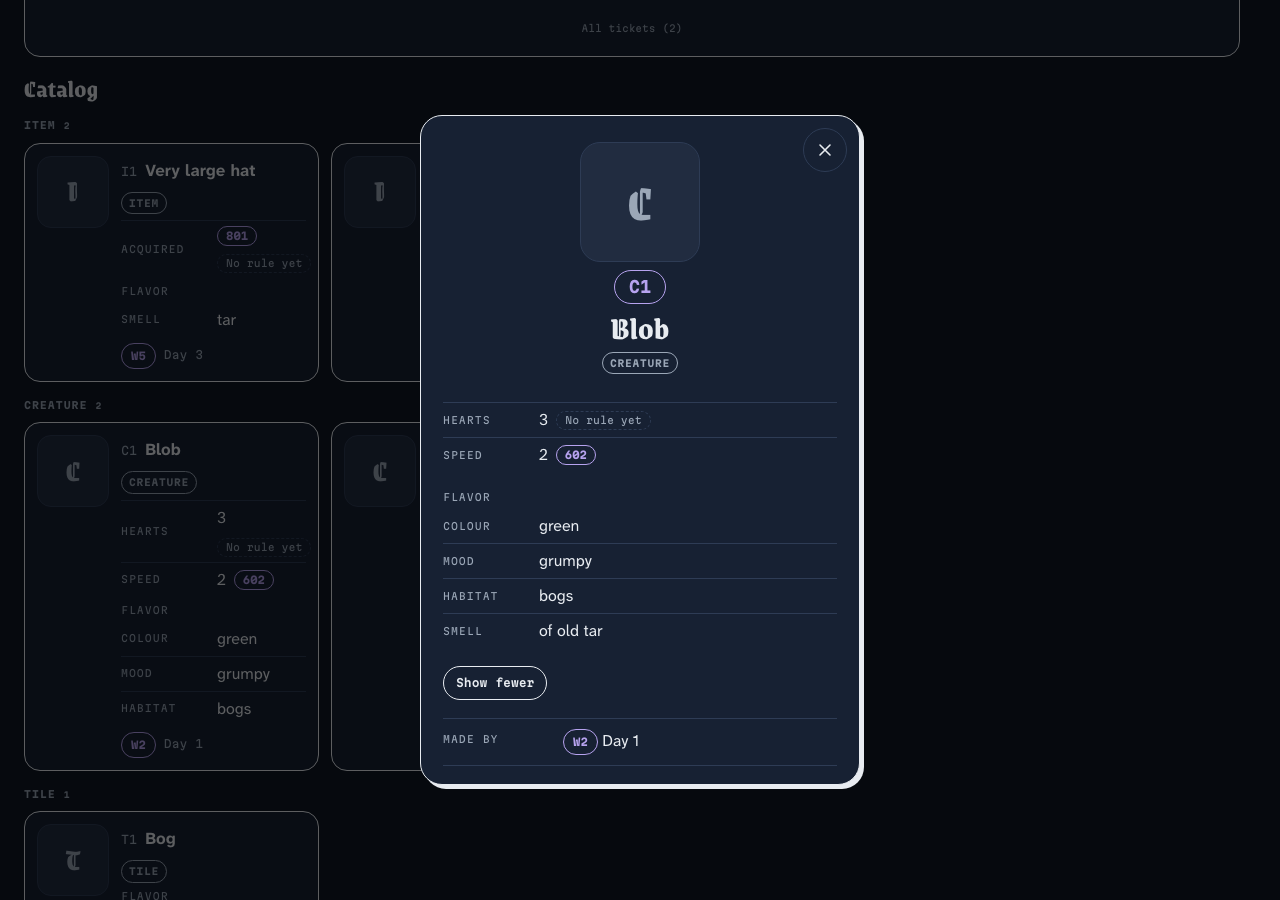 All tickets (2)
Catalog
ITEM 2
I
I1 Very large hat
ITEM
ACQUIRED
801
No rule yet
FLAVOR
SMELL tar
W5 Day 3
I
CREATURE 2
C
C1 Blob
CREATURE
HEARTS
3
No rule yet
SPEED 2 602
FLAVOR
COLOUR green
MOOD grumpy
HABITAT bogs
W2 Day 1
C
TILE 1
T
T1 Bog
TILE
FLAVOR
C
C1
Blob
CREATURE
HEARTS 3 No rule yet
SPEED 2 602
FLAVOR
COLOUR green
MOOD grumpy
HABITAT bogs
SMELL of old tar
Show fewer
MADE BY W2 Day 1